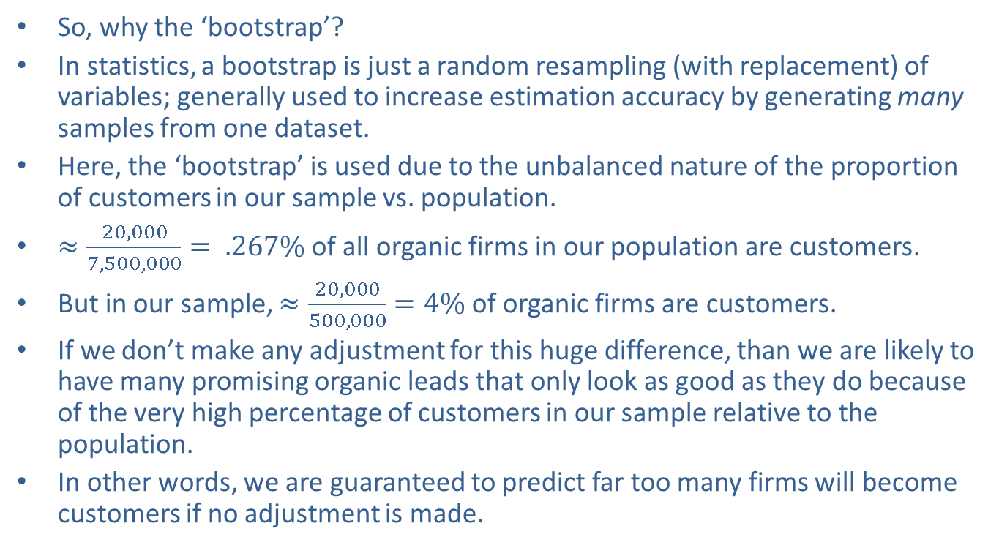 • So, why the ‘bootstrap’?
• In statistics, a bootstrap is just a random resampling (with replacement) of
variables; generally used to increase estimation accuracy by generating many
samples from one dataset.
• Here, the ‘bootstrap’ is used due to the unbalanced nature of the proportion
of customers in our sample vs. population.
• ≈ 20,000/7,500,000 = .267% of all organic firms in our population are customers.
• But in our sample, ≈ 20,000/500,000 = 4% of organic firms are customers.
• If we don’t make any adjustment for this huge difference, than we are likely to
have many promising organic leads that only look as good as they do because
of the very high percentage of customers in our sample relative to the
population.
• In other words, we are guaranteed to predict far too many firms will become
customers if no adjustment is made.